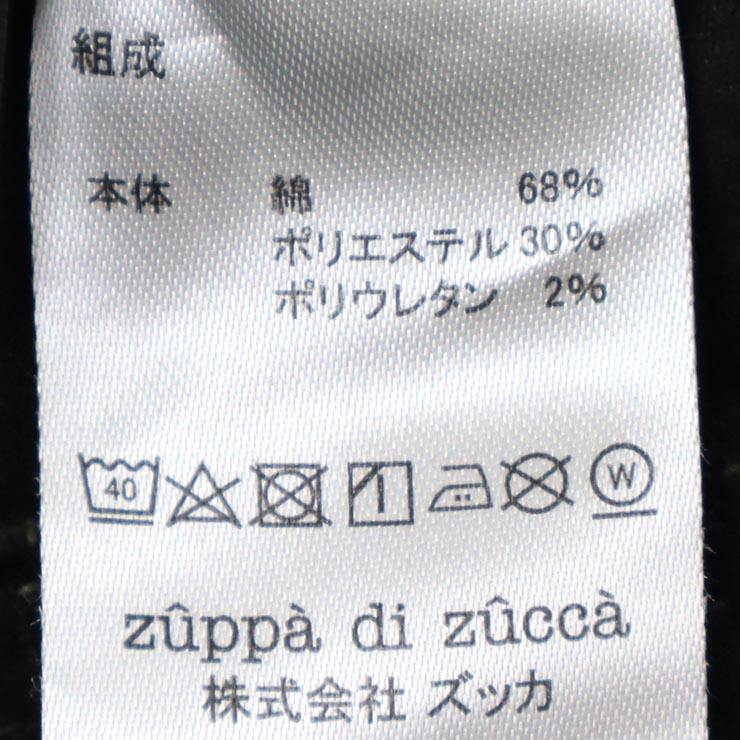 組成
本体 綿 68%
ポリエステル 30%
ポリウレタン 2%
40 W
zûppà di zûccà
株式会社 ズッカ